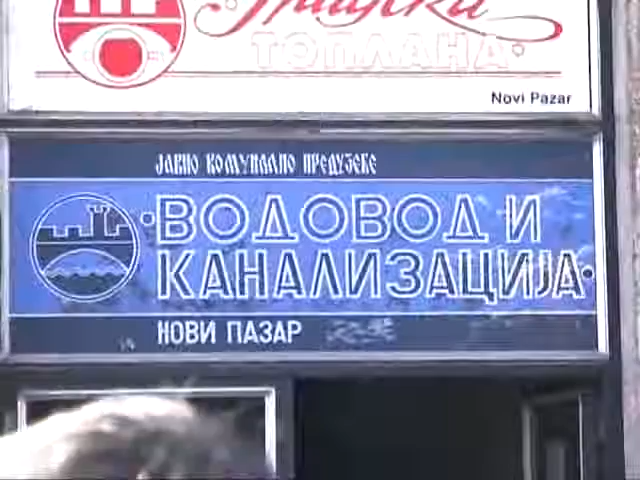 ТОПЛАНА
Novi Pazar
ЈАВНО КОМУНАЛНО ПРЕДУЗЕЋЕ
ВОДОВОД И
КАНАЛИЗАЦИЈА
НОВИ ПАЗАР